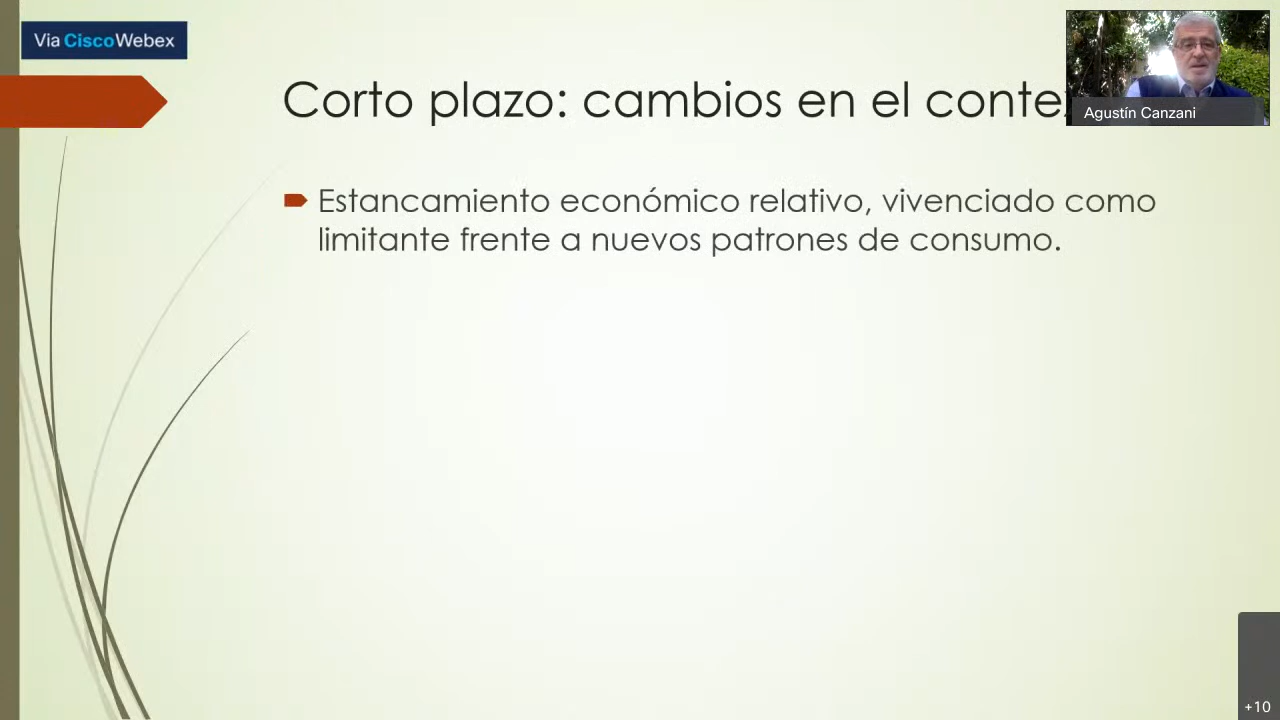 Via CiscoWebex
Corto plazo: cambios en el
Agustín Canzani
Estancamiento económico relativo, vivenciado como
limitante frente a nuevos patrones de consumo.
+10